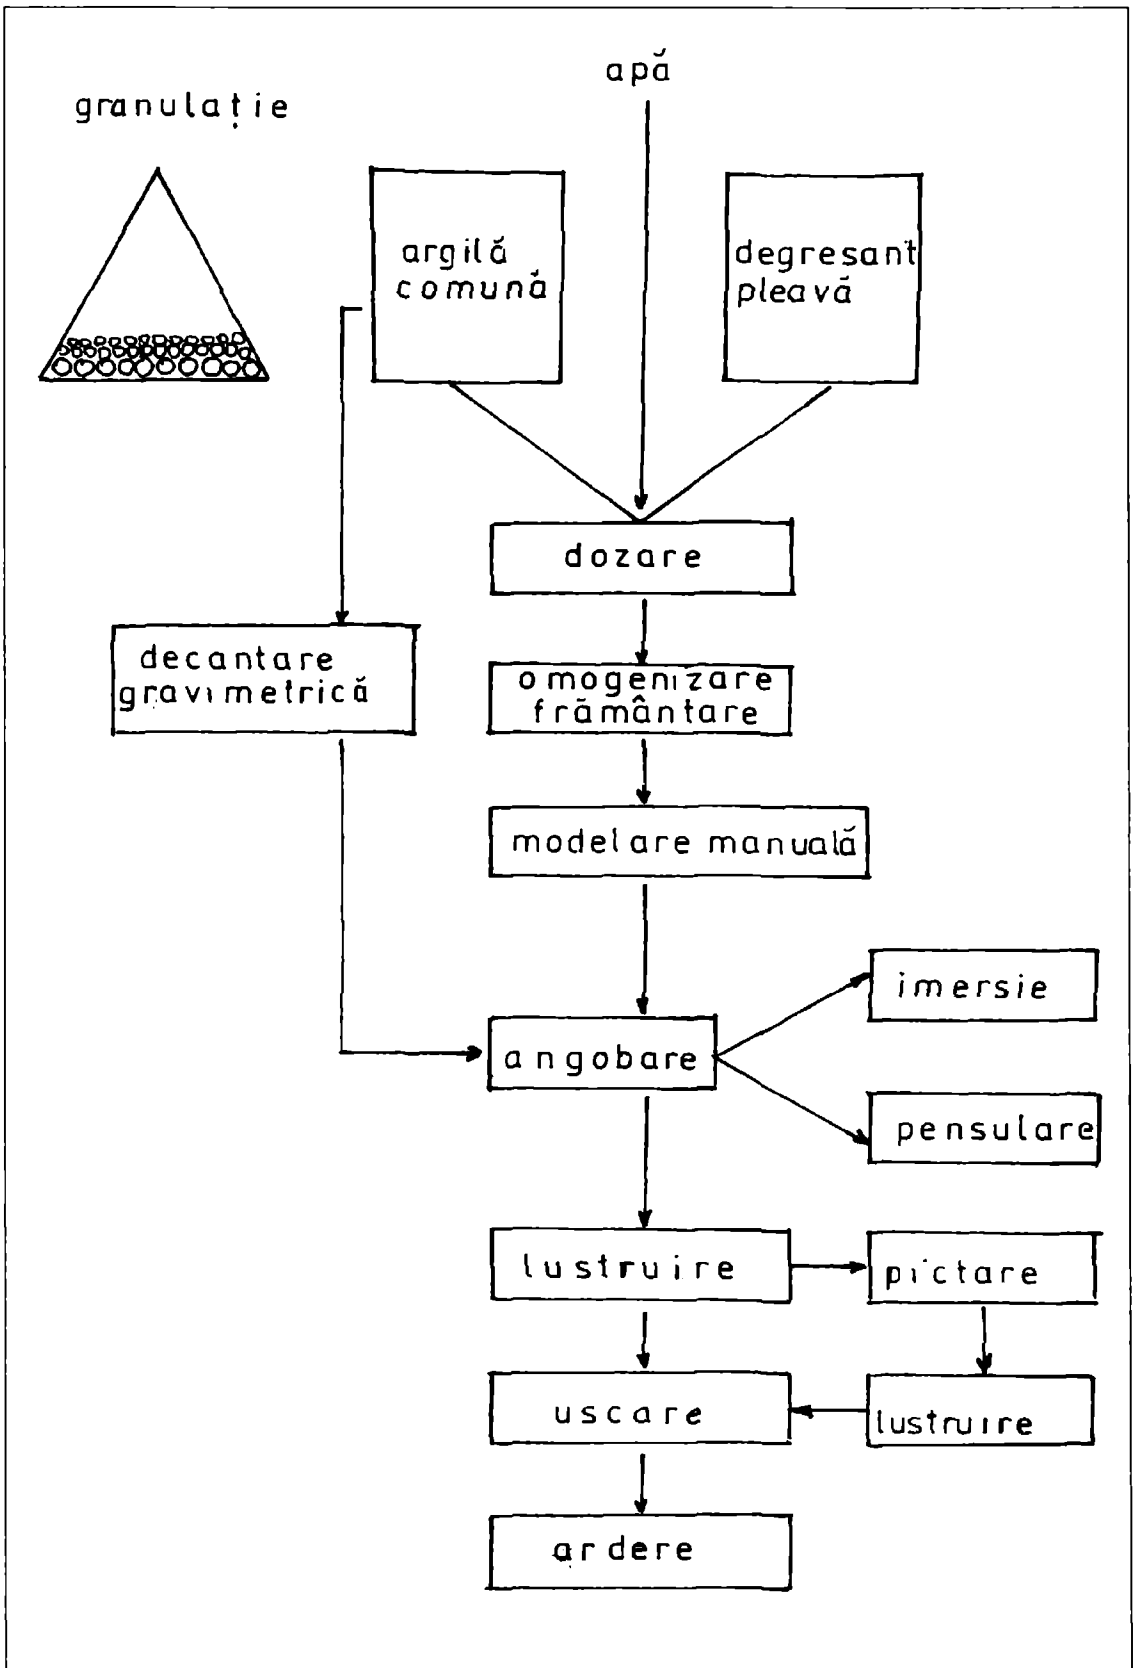 apă
granulație
argilă
comună
degresant
pleavă
dozare
decantare
gravimetrică
omogenizare
frământare
modelare manuală
imersie
angobare
pensulare
lustruire
pictare
uscare
lustruire
ardere